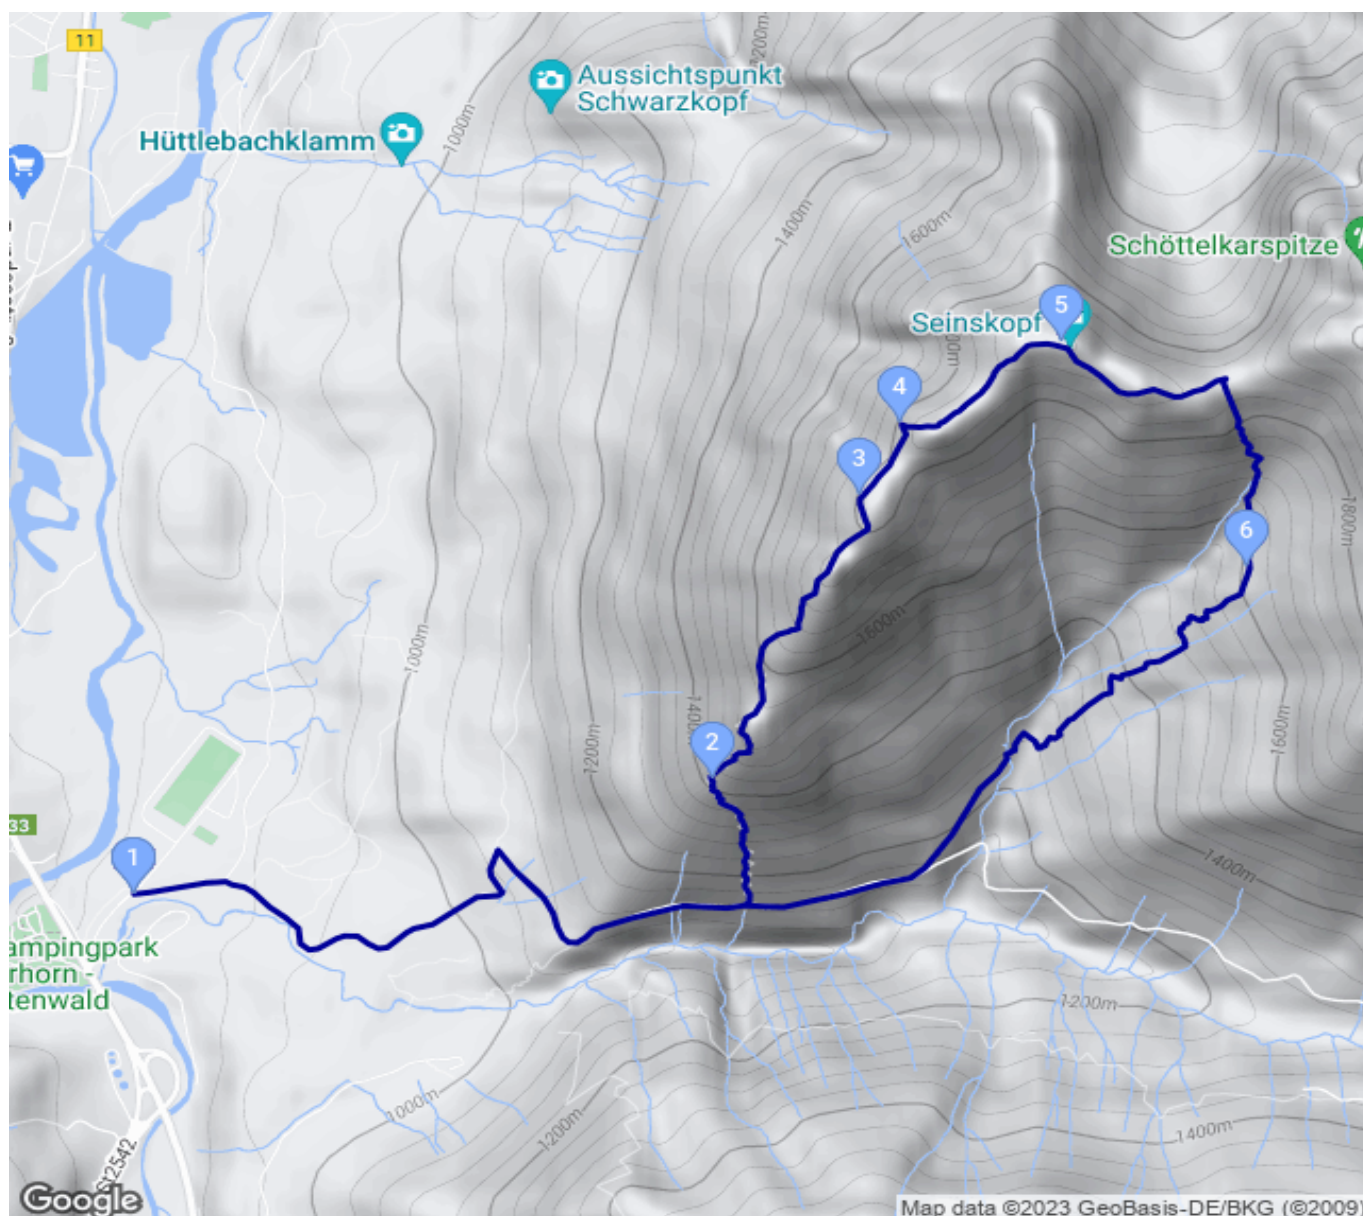 11
Aussichtspunkt
Schwarzkopf
Hüttlebachklamm
1000m
1200m
1400m
1600m
Schöttelkarspitze
5
Seinskopf
4
3
1800m
6
1600m
1000m
2
1400m
1200m
1600m
33
1
1400m
ampingpark
rhorn -
tenwald
1200m
1000m
1200m
1400m
St2542
Google
Map data ©2023 GeoBasis-DE/BKG (©2009)